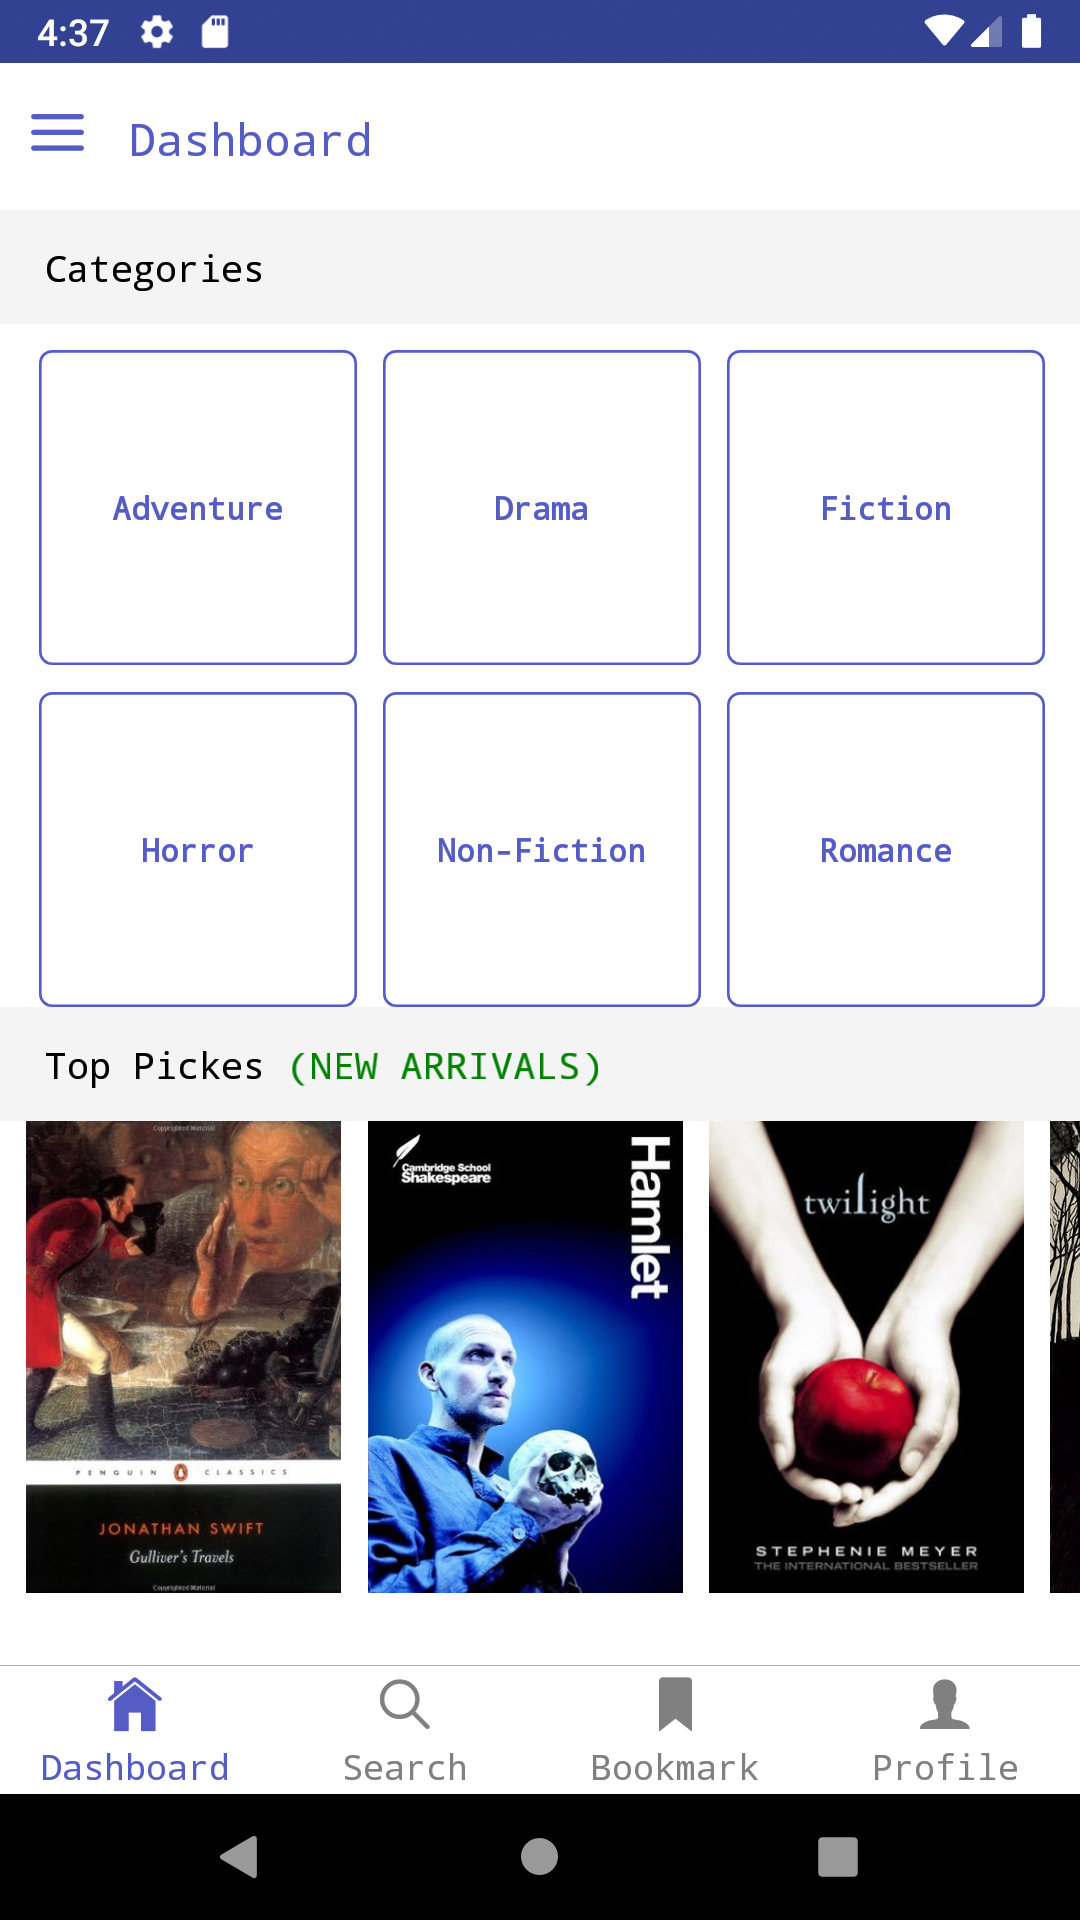 4:37
Dashboard
Categories
Adventure
Drama
Fiction
Horror
Non-Fiction
Romance
Top Pickes (NEW ARRIVALS)
Copyrighted Material
PENGUIN CLASSICS
JONATHAN SWIFT
Gulliver's Travels
Copyrighted Material
Cambridge School
Shakespeare
Hamlet
twilight
STEPHENIE MEYER
THE INTERNATIONAL BESTSELLER
Dashboard
Search
Bookmark
Profile